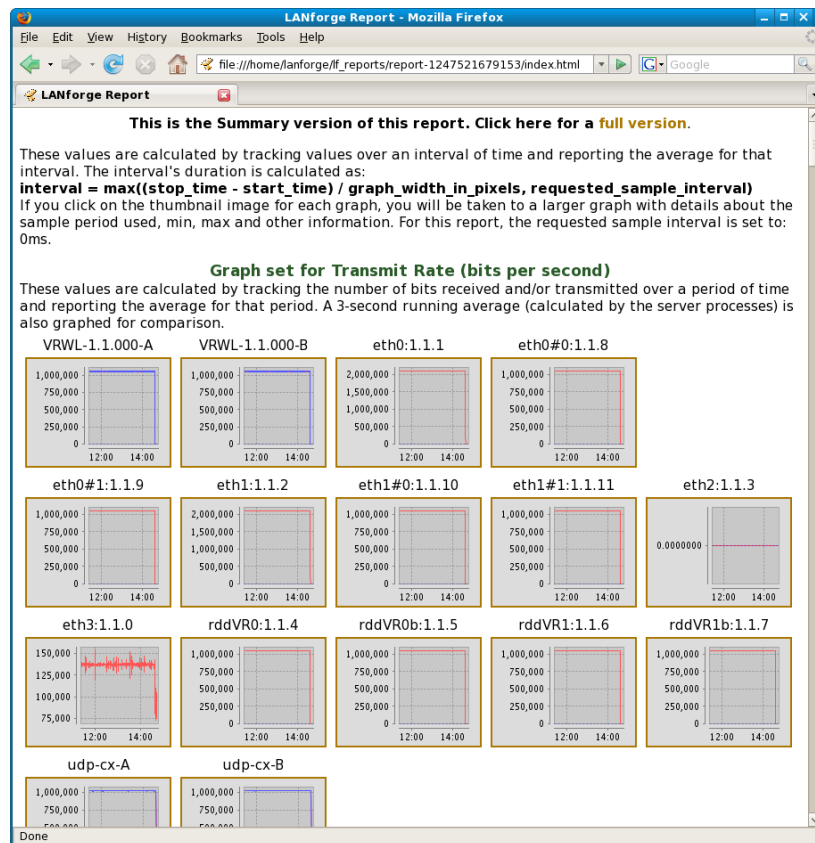 LANforge Report - Mozilla Firefox
File Edit View History Bookmarks Tools Help
file:///home/lanforge/lf_reports/report-1247521679153/index.html
G Google
LANforge Report
This is the Summary version of this report. Click here for a full version.
These values are calculated by tracking values over an interval of time and reporting the average for that
interval. The interval's duration is calculated as:
interval = max((stop_time - start_time) / graph_width_in_pixels, requested_sample_interval)
If you click on the thumbnail image for each graph, you will be taken to a larger graph with details about the
sample period used, min, max and other information. For this report, the requested sample interval is set to:
0ms.
Graph set for Transmit Rate (bits per second)
These values are calculated by tracking the number of bits received and/or transmitted over a period of time
and reporting the average for that period. A 3-second running average (calculated by the server processes) is
also graphed for comparison.
VRWL-1.1.000-A VRWL-1.1.000-B eth0:1.1.1 eth0#0:1.1.8
1,000,000 1,000,000 2,000,000 1,000,000
750,000 750,000 1,500,000 750,000
500,000 500,000 1,000,000 500,000
250,000 250,000 500,000 250,000
0 0 0 0
12:00 14:00 12:00 14:00 12:00 14:00 12:00 14:00
eth0#1:1.1.9 eth1:1.1.2 eth1#0:1.1.10 eth1#1:1.1.11 eth2:1.1.3
1,000,000 2,000,000 1,000,000 1,000,000
750,000 1,500,000 750,000 750,000
500,000 1,000,000 500,000 500,000 0.0000000
250,000 500,000 250,000 250,000
0 0 0 0
12:00 14:00 12:00 14:00 12:00 14:00 12:00 14:00 12:00 14:00
eth3:1.1.0 rddVR0:1.1.4 rddVR0b:1.1.5 rddVR1:1.1.6 rddVR1b:1.1.7
150,000 1,000,000 1,000,000 1,000,000 1,000,000
125,000 750,000 750,000 750,000 750,000
100,000 500,000 500,000 500,000 500,000
75,000 250,000 250,000 250,000 250,000
0 0 0 0
12:00 14:00 12:00 14:00 12:00 14:00 12:00 14:00 12:00 14:00
udp-cx-A udp-cx-B
1,000,000 1,000,000
750,000 750,000
Done